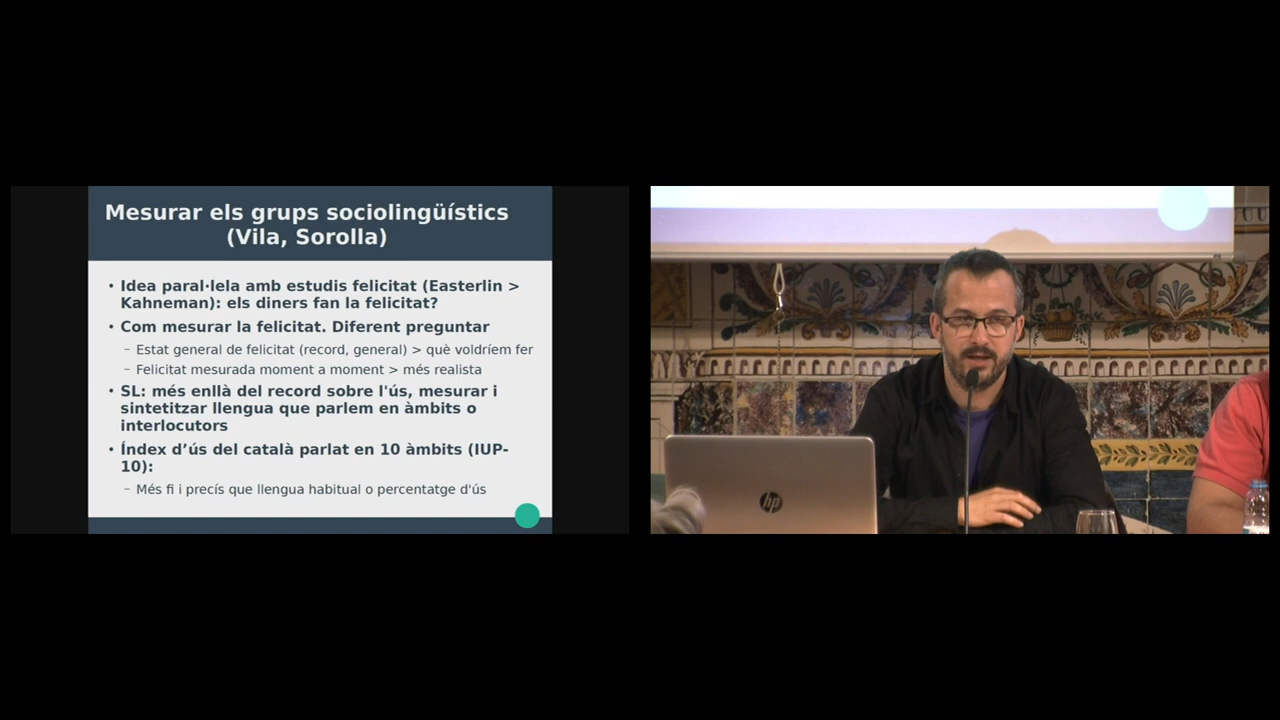 Mesurar els grups sociolingüístics
(Vila, Sorolla)
• Idea paral·lela amb estudis felicitat (Easterlin >
Kahneman): els diners fan la felicitat?
• Com mesurar la felicitat. Diferent preguntar
– Estat general de felicitat (record, general) > què voldríem fer
– Felicitat mesurada moment a moment > més realista
• SL: més enllà del record sobre l'ús, mesurar i
sintetitzar llengua que parlem en àmbits o
interlocutors
• Índex d’ús del català parlat en 10 àmbits (IUP-
10):
– Més fi i precís que llengua habitual o percentatge d'ús
hp